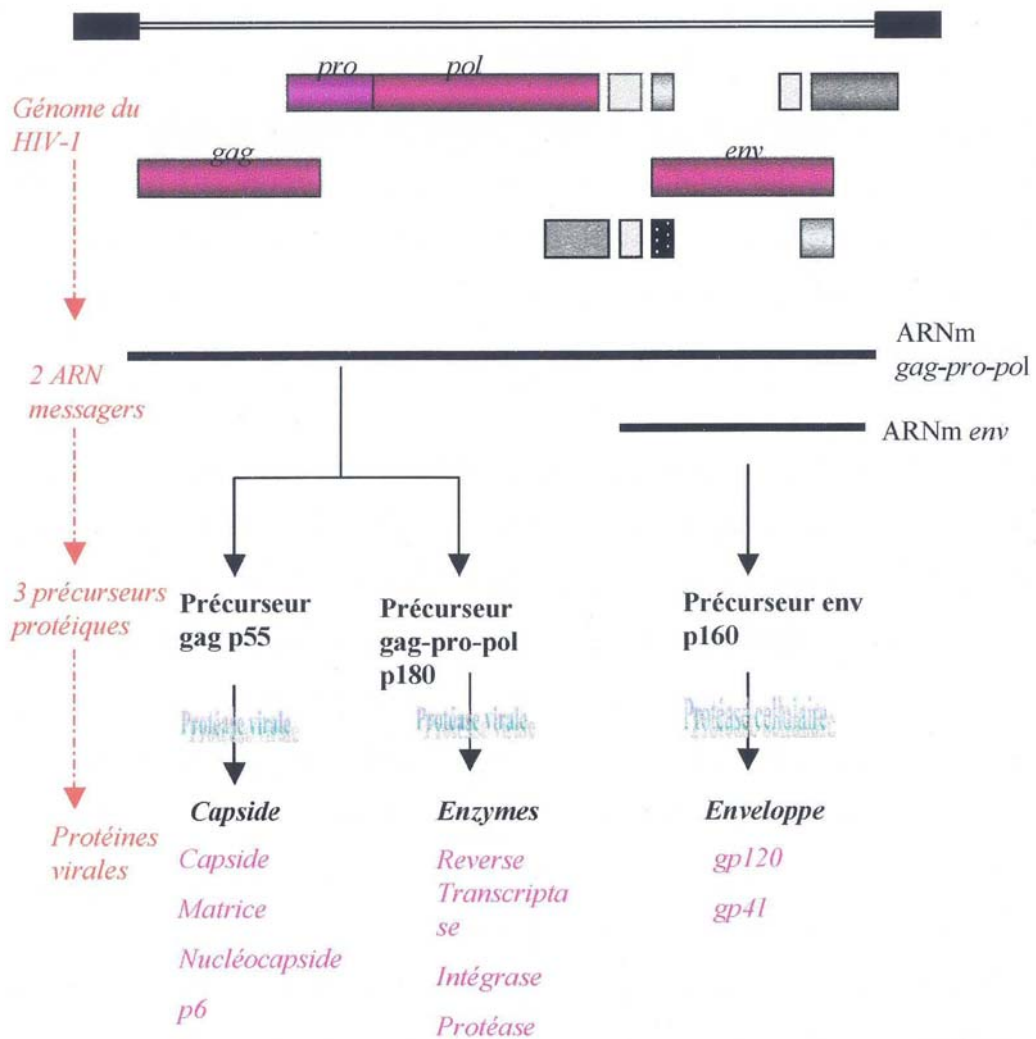 pro
pol
Génome du
HIV-1
gag
env
ARNm
gag-pro-pol
2 ARN
messagers
ARNm env
3 précurseurs
protéiques
Précurseur
gag p55
Précurseur
gag-pro-pol
p180
Précurseur env
p160
Protéase virale
Protéase virale
Protéase cellulaire
Protéines
virales
Capside
Capside
Matrice
Nucléocapside
p6
Enzymes
Reverse
Transcripta
se
Intégrase
Protéase
Enveloppe
gp120
gp41